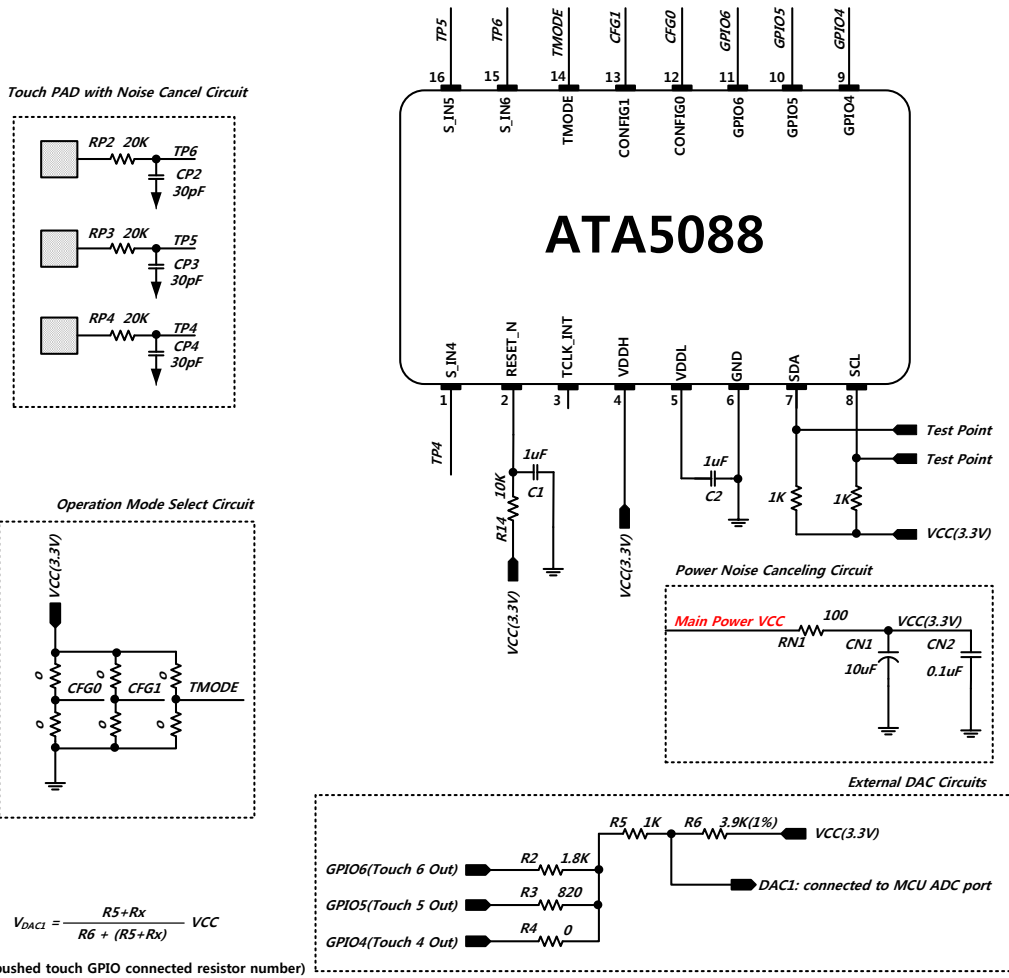 TP5
TP6
TMODE
CFG1
CFG0
GPIO6
GPIO5
GPIO4
16
15
14
13
12
11
10
9
S_IN5
S_IN6
TMODE
CONFIG1
CONFIG0
GPIO6
GPIO5
GPIO4
ATA5088
S_IN4
RESET_N
TCLK_INT
VDDH
VDDL
GND
SDA
SCL
1
2
3
4
5
6
7
8
TP4
10K
R14
VCC(3.3V)
1uF
C1
VCC(3.3V)
1uF
C2
Test Point
Test Point
1K
1K
VCC(3.3V)
Touch PAD with Noise Cancel Circuit
RP2 20K
TP6
CP2
30pF
RP3 20K
TP5
CP3
30pF
RP4 20K
TP4
CP4
30pF
Operation Mode Select Circuit
VCC(3.3V)
0
0
0
CFG0
CFG1
TMODE
0
0
0
Power Noise Canceling Circuit
Main Power VCC
100
RN1
VCC(3.3V)
CN1
10uF
CN2
0.1uF
External DAC Circuits
R5 1K
R6 3.9K(1%)
VCC(3.3V)
GPIO6(Touch 6 Out)
R2 1.8K
DAC1: connected to MCU ADC port
GPIO5(Touch 5 Out)
R3 820
GPIO4(Touch 4 Out)
R4 0
VDAC1 = R5+Rx / R6 + (R5+Rx) VCC
pushed touch GPIO connected resistor number)